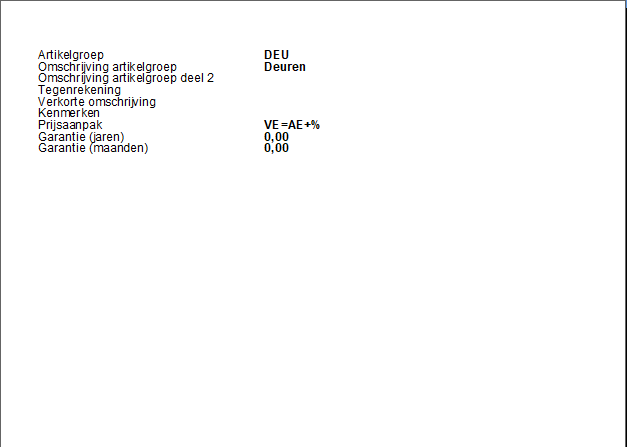 Artikelgroep DEU
Omschrijving artikelgroep Deuren
Omschrijving artikelgroep deel 2
Tegenrekening
Verkorte omschrijving
Kenmerken
Prijsaanpak VE=AE+%
Garantie (jaren) 0,00
Garantie (maanden) 0,00